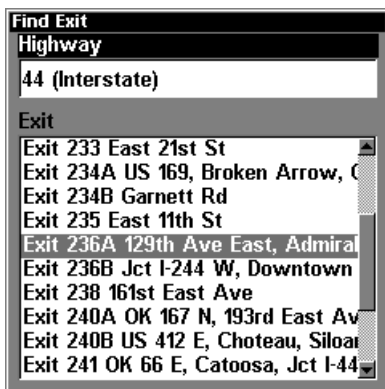 Find Exit
Highway
44 (Interstate)
Exit
Exit 233 East 21st St
Exit 234A US 169, Broken Arrow,
Exit 234B Garnett Rd
Exit 235 East 11th St
Exit 236A 129th Ave East, Admiral
Exit 236B Jct I-244 W, Downtown
Exit 238 161st East Ave
Exit 240A OK 167 N, 193rd East Av
Exit 240B US 412 E, Choteau, Siloa
Exit 241 OK 66 E, Catoosa, Jct I-44